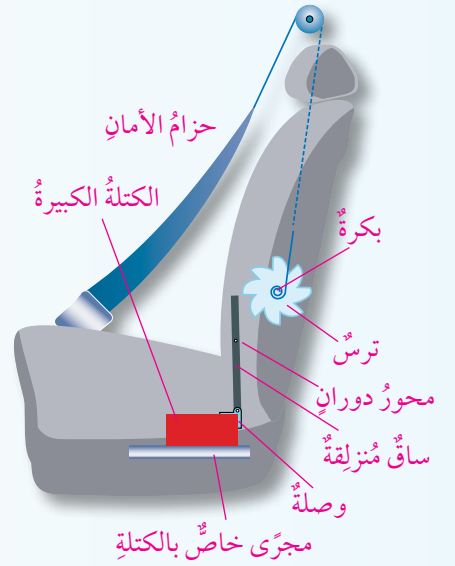 حزامُ الأمانِ
الكتلةُ الكبيرةُ
بكرةٌ
ترسٌ
محورُ دورانٍ
ساقٌ مُنزلِقةٌ
وصلةٌ
مجرًى خاصٌّ بالكتلةِ